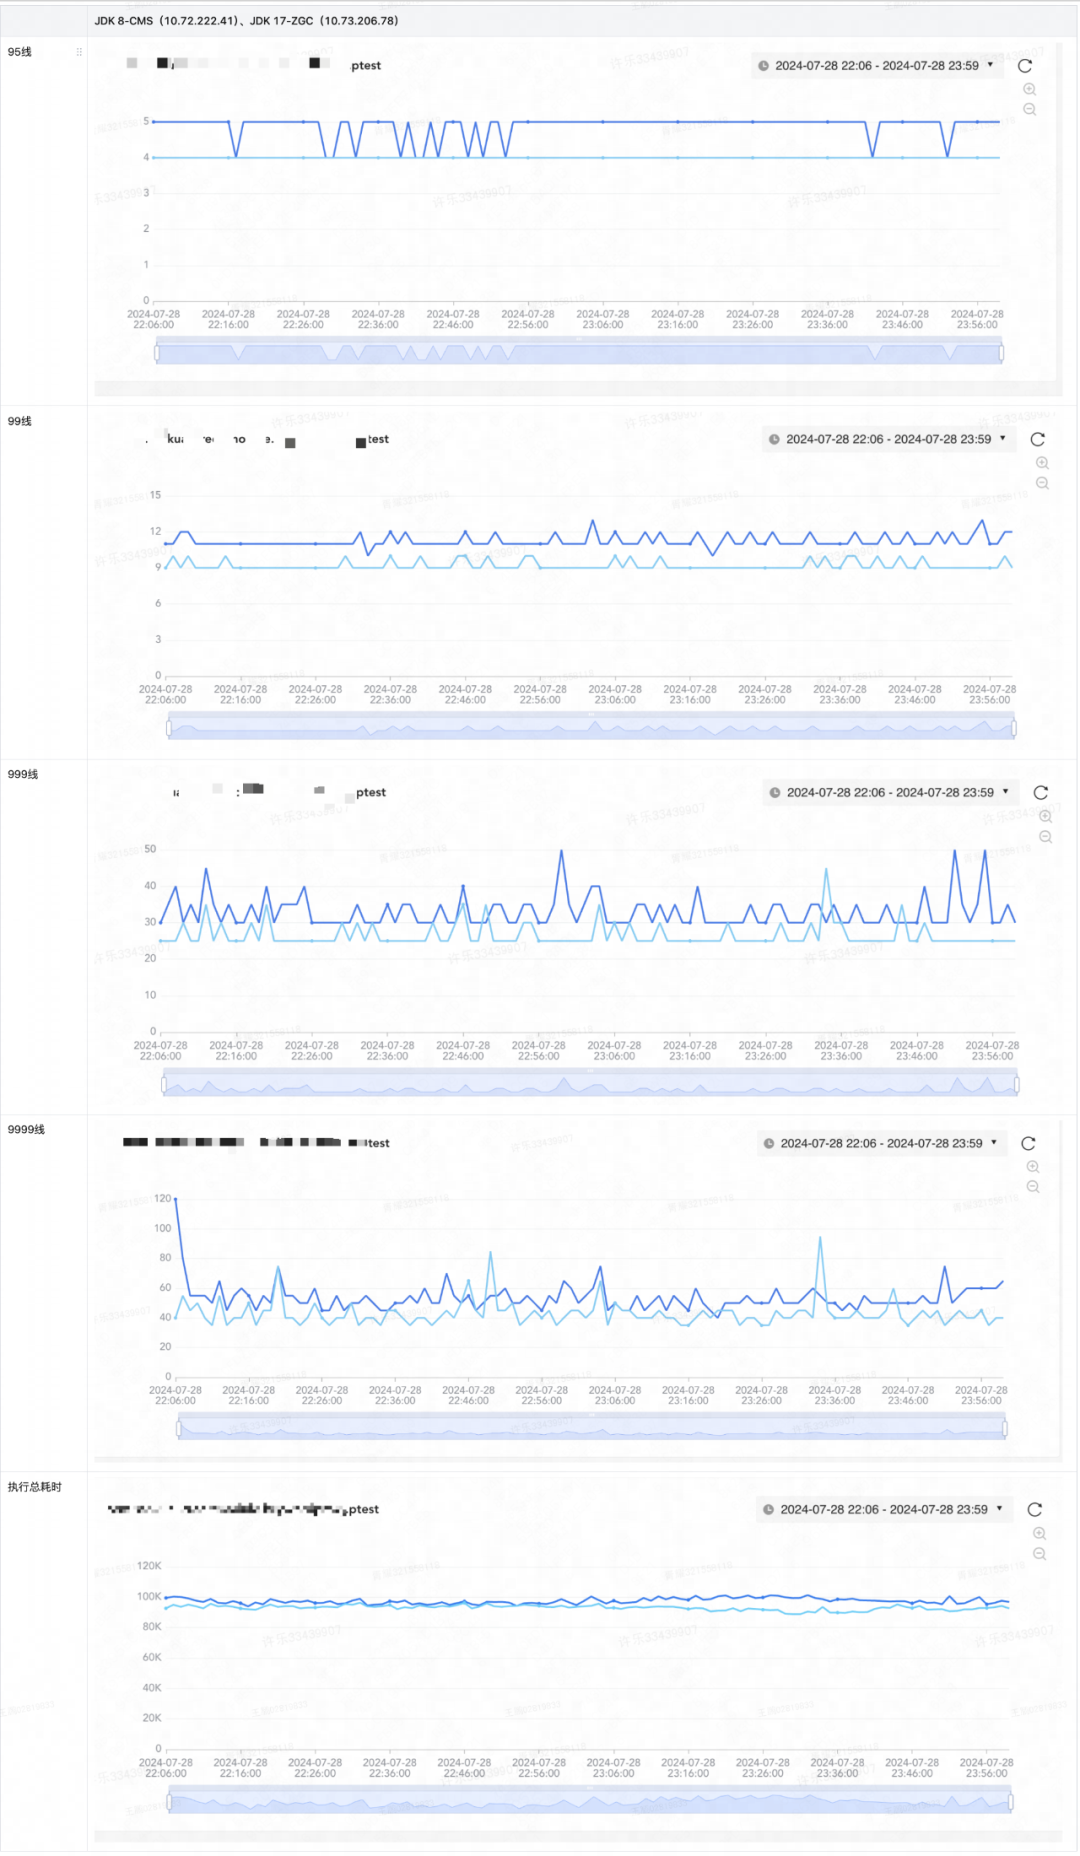 JDK 8-CMS（10.72.222.41）、JDK 17-ZGC（10.73.206.78）
95线
ptest
2024-07-28 22:06 - 2024-07-28 23:59
5
4
3
2
1
0
2024-07-28 2024-07-28 2024-07-28 2024-07-28 2024-07-28 2024-07-28 2024-07-28 2024-07-28 2024-07-28 2024-07-28 2024-07-28 2024-07-28
22:06:00 22:16:00 22:26:00 22:36:00 22:46:00 22:56:00 23:06:00 23:16:00 23:26:00 23:36:00 23:46:00 23:56:00
99线
test
2024-07-28 22:06 - 2024-07-28 23:59
15
12
9
6
3
0
2024-07-28 2024-07-28 2024-07-28 2024-07-28 2024-07-28 2024-07-28 2024-07-28 2024-07-28 2024-07-28 2024-07-28 2024-07-28 2024-07-28
22:06:00 22:16:00 22:26:00 22:36:00 22:46:00 22:56:00 23:06:00 23:16:00 23:26:00 23:36:00 23:46:00 23:56:00
999线
ptest
2024-07-28 22:06 - 2024-07-28 23:59
50
40
30
20
10
0
2024-07-28 2024-07-28 2024-07-28 2024-07-28 2024-07-28 2024-07-28 2024-07-28 2024-07-28 2024-07-28 2024-07-28 2024-07-28 2024-07-28
22:06:00 22:16:00 22:26:00 22:36:00 22:46:00 22:56:00 23:06:00 23:16:00 23:26:00 23:36:00 23:46:00 23:56:00
9999线
test
2024-07-28 22:06 - 2024-07-28 23:59
120
100
80
60
40
20
0
2024-07-28 2024-07-28 2024-07-28 2024-07-28 2024-07-28 2024-07-28 2024-07-28 2024-07-28 2024-07-28 2024-07-28 2024-07-28 2024-07-28
22:06:00 22:16:00 22:26:00 22:36:00 22:46:00 22:56:00 23:06:00 23:16:00 23:26:00 23:36:00 23:46:00 23:56:00
执行总耗时
ptest
2024-07-28 22:06 - 2024-07-28 23:59
120K
100K
80K
60K
40K
20K
0
2024-07-28 2024-07-28 2024-07-28 2024-07-28 2024-07-28 2024-07-28 2024-07-28 2024-07-28 2024-07-28 2024-07-28 2024-07-28 2024-07-28
22:06:00 22:16:00 22:26:00 22:36:00 22:46:00 22:56:00 23:06:00 23:16:00 23:26:00 23:36:00 23:46:00 23:56:00